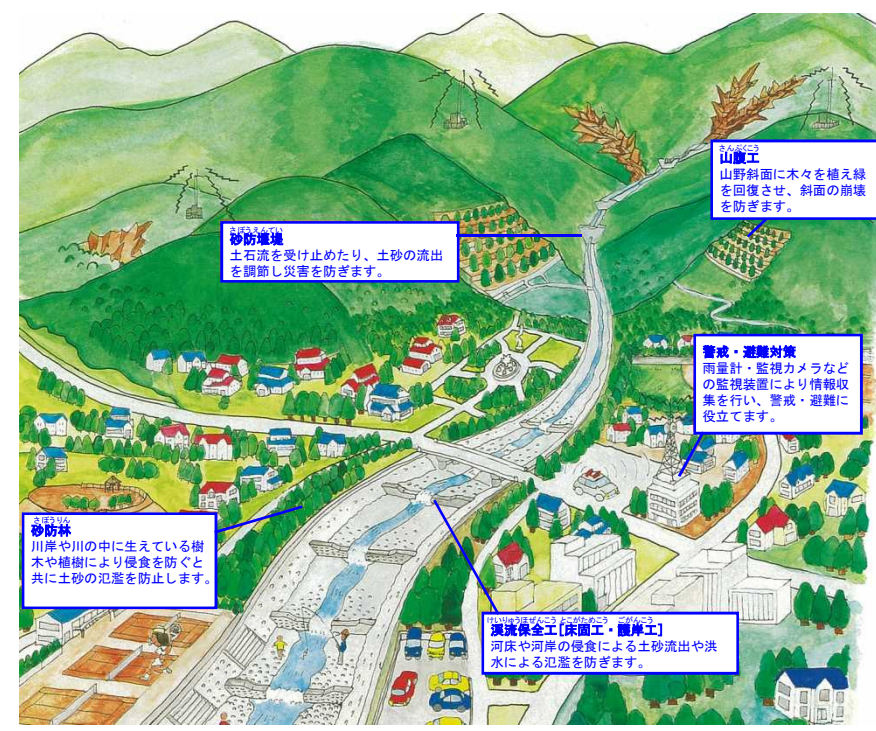 さんぷくこう
山腹工
山野斜面に木々を植え緑
を回復させ、斜面の崩壊
を防ぎます。
さぼうえんてい
砂防堰堤
土石流を受け止めたり、土砂の流出
を調節し災害を防ぎます。
警戒・避難対策
雨量計・監視カメラなど
の監視装置により情報収
集を行い、警戒・避難に
役立てます。
さぼうりん
砂防林
川岸や川の中に生えている樹
木や植樹により侵食を防ぐと
共に土砂の氾濫を防止します。
けいりゅうほぜんこう とこがためこう ごがんこう
渓流保全工[床固工・護岸工]
河床や河岸の侵食による土砂流出や洪
水による氾濫を防ぎます。